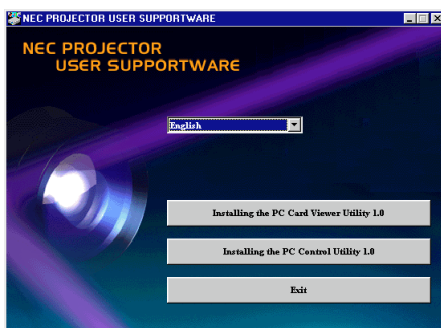 NEC PROJECTOR USER SUPPORTWARE
NEC PROJECTOR
USER SUPPORTWARE
English
Installing the PC Card Viewer Utility 1.0
Installing the PC Control Utility 1.0
Exit